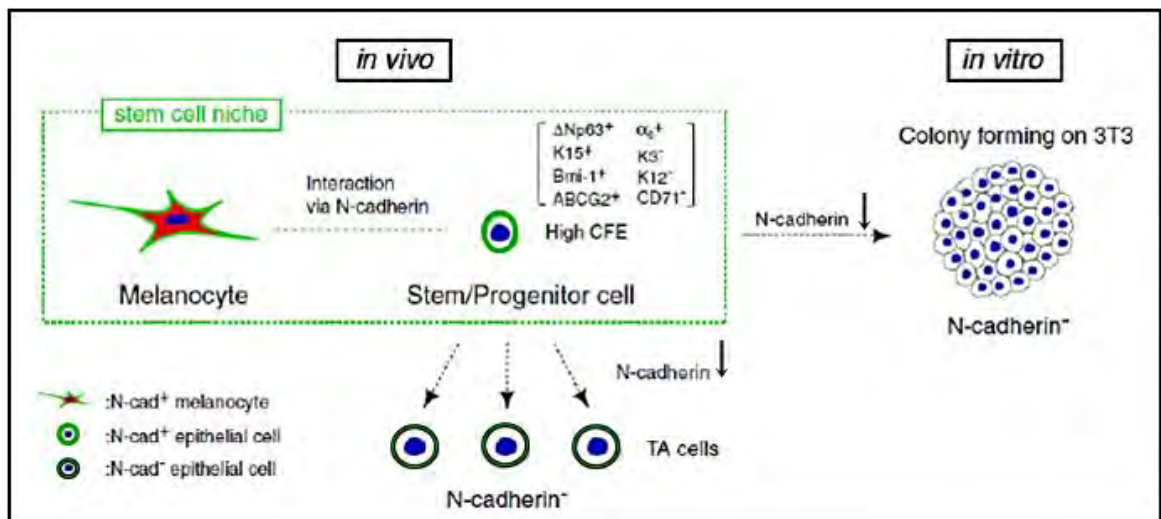 in vivo
in vitro
stem cell niche
ΔNp63⁺ α₆⁺
K15⁺ K3⁻
Bmi-1⁺ K12⁻
ABCG2⁺ CD71⁻
Interaction
via N-cadherin
High CFE
Melanocyte
Stem/Progenitor cell
N-cadherin
Colony forming on 3T3
N-cadherin⁻
N-cadherin
:N-cad⁺ melanocyte
:N-cad⁺ epithelial cell
:N-cad⁻ epithelial cell
TA cells
N-cadherin⁻